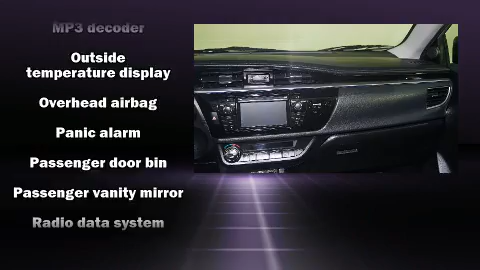 MP3 decoder
Outside
temperature display
Overhead airbag
Panic alarm
Passenger door bin
Passenger vanity mirror
Radio data system